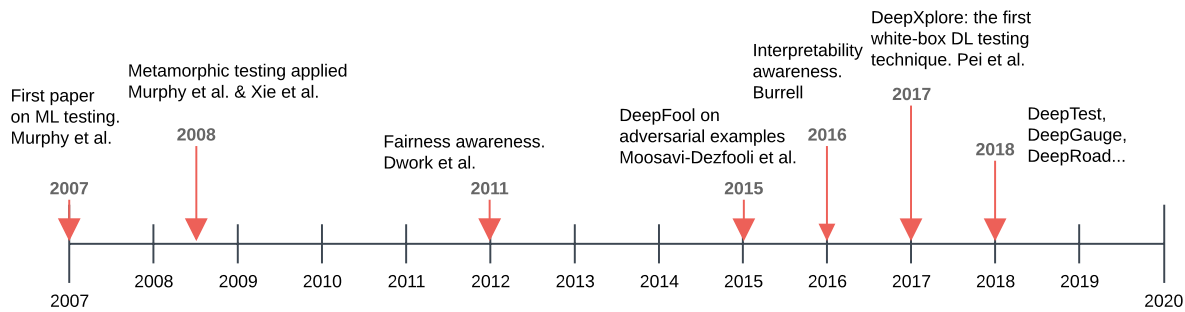 First paper
on ML testing.
Murphy et al.
2007
Metamorphic testing applied
Murphy et al. & Xie et al.
2008
Fairness awareness.
Dwork et al.
2011
DeepFool on
adversarial examples
Moosavi-Dezfooli et al.
2015
Interpretability
awareness.
Burrell
2016
DeepXplore: the first
white-box DL testing
technique. Pei et al.
2017
DeepTest,
DeepGauge,
DeepRoad...
2018
2007
2008
2009
2010
2011
2012
2013
2014
2015
2016
2017
2018
2019
2020